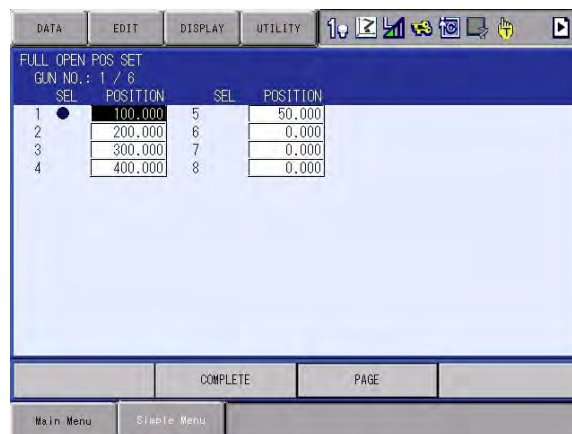 DATA EDIT DISPLAY UTILITY
FULL OPEN POS SET
GUN NO.: 1 / 6
SEL POSITION SEL POSITION
1 ● 100.000 5 50.000
2 200.000 6 0.000
3 300.000 7 0.000
4 400.000 8 0.000
COMPLETE PAGE
Main Menu Simple Menu